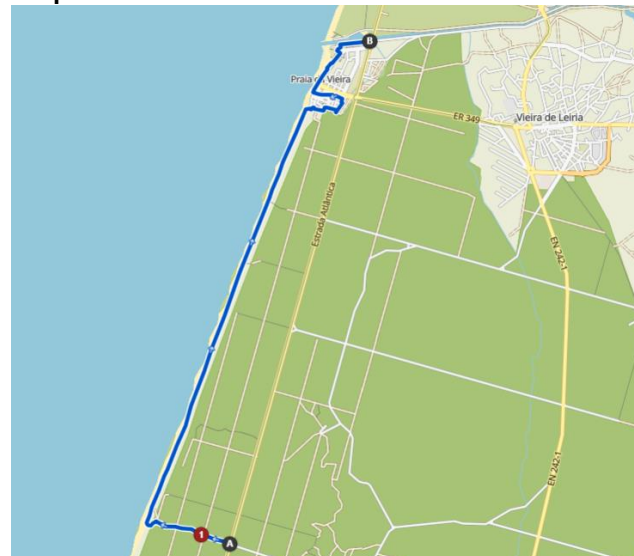 B
Praia da Vieira
ER 349
Vieira de Leiria
Estrada Atlântica
EN 242-1
EN 242-1
1
A